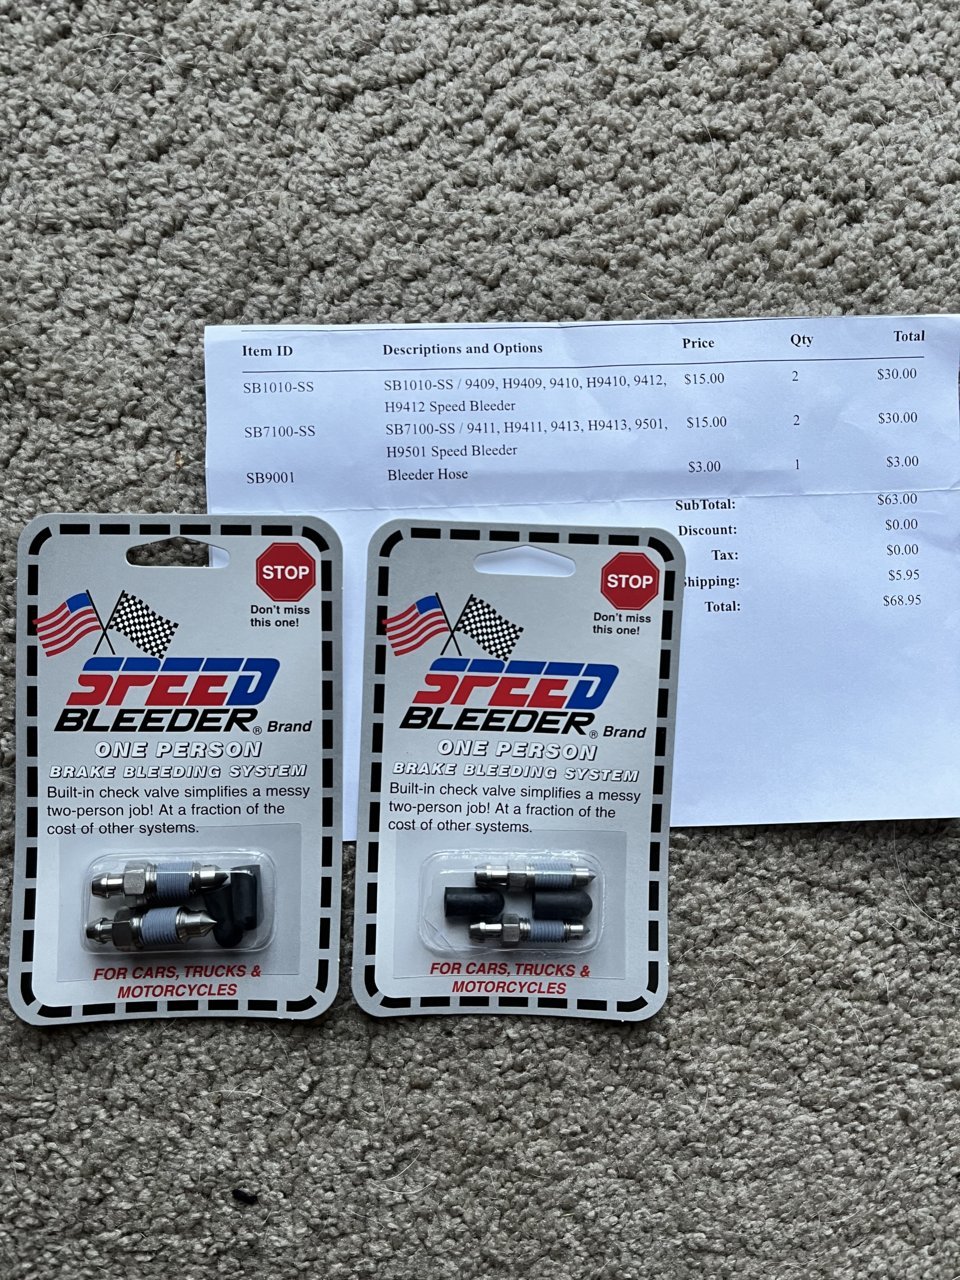 Item ID Descriptions and Options Price Qty Total
SB1010-SS SB1010-SS / 9409, H9409, 9410, H9410, 9412, $15.00 2 $30.00
H9412 Speed Bleeder
SB7100-SS SB7100-SS / 9411, H9411, 9413, H9413, 9501, $15.00 2 $30.00
H9501 Speed Bleeder
SB9001 Bleeder Hose $3.00 1 $3.00
SubTotal: $63.00
Discount: $0.00
Tax: $0.00
hipping: $5.95
Total: $68.95
STOP
Don't miss
this one!
SPEED
BLEEDER® Brand
ONE PERSON
BRAKE BLEEDING SYSTEM
Built-in check valve simplifies a messy
two-person job! At a fraction of the
cost of other systems.
FOR CARS, TRUCKS &
MOTORCYCLES
STOP
Don't miss
this one!
SPEED
BLEEDER® Brand
ONE PERSON
BRAKE BLEEDING SYSTEM
Built-in check valve simplifies a messy
two-person job! At a fraction of the
cost of other systems.
FOR CARS, TRUCKS &
MOTORCYCLES